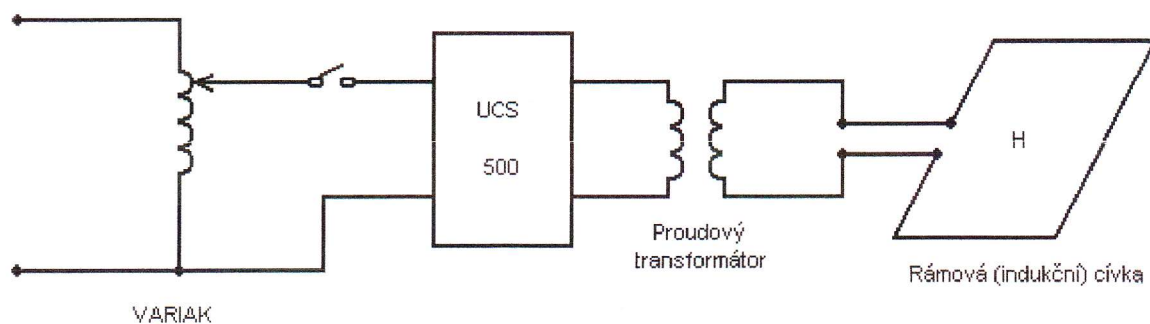 UCS
500
H
Proudový
transformátor
Rámová (indukční) cívka
VARIAK